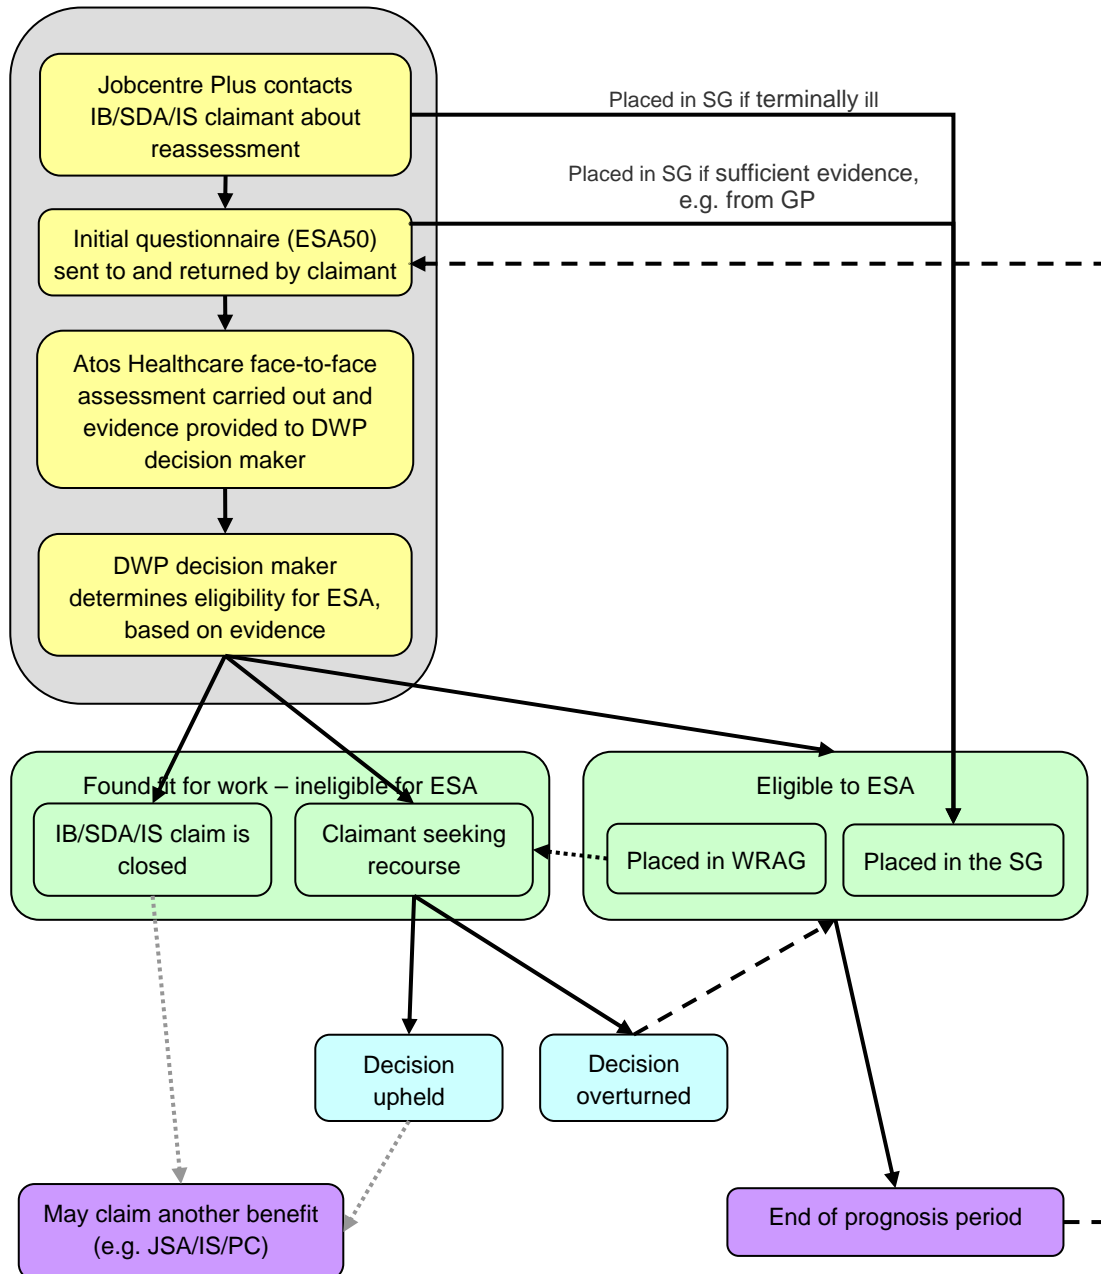 Jobcentre Plus contacts
IB/SDA/IS claimant about
reassessment
Placed in SG if terminally ill
Placed in SG if sufficient evidence,
e.g. from GP
Initial questionnaire (ESA50)
sent to and returned by claimant
Atos Healthcare face-to-face
assessment carried out and
evidence provided to DWP
decision maker
DWP decision maker
determines eligibility for ESA,
based on evidence
Found fit for work – ineligible for ESA
IB/SDA/IS claim is
closed
Claimant seeking
recourse
Eligible to ESA
Placed in WRAG
Placed in the SG
Decision
upheld
Decision
overturned
May claim another benefit
(e.g. JSA/IS/PC)
End of prognosis period